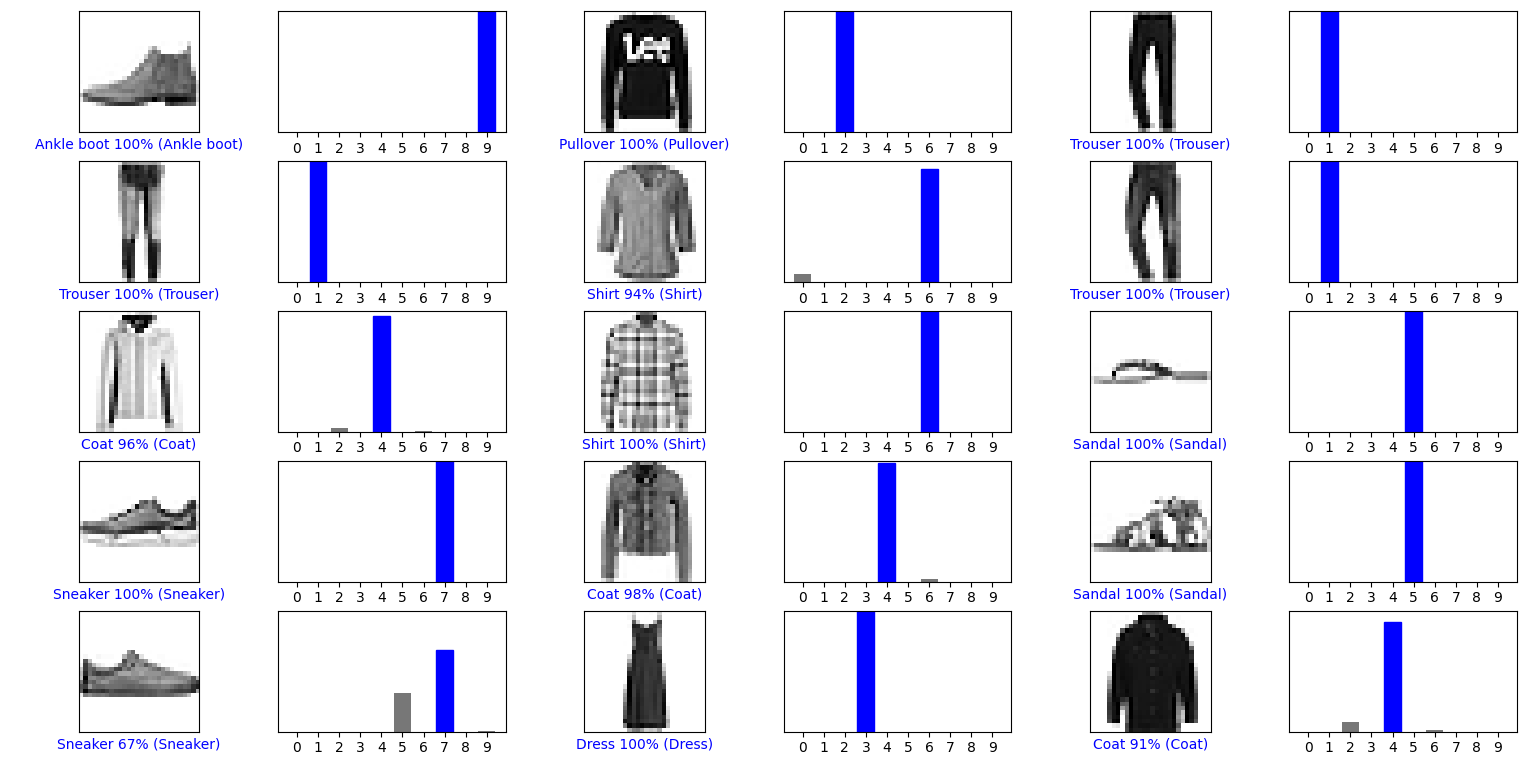 Lee
0 1 2 3 4 5 6 7 8 9
0 1 2 3 4 5 6 7 8 9
0 1 2 3 4 5 6 7 8 9
Ankle boot 100% (Ankle boot)
Pullover 100% (Pullover)
Trouser 100% (Trouser)
0 1 2 3 4 5 6 7 8 9
0 1 2 3 4 5 6 7 8 9
0 1 2 3 4 5 6 7 8 9
Trouser 100% (Trouser)
Shirt 94% (Shirt)
Trouser 100% (Trouser)
0 1 2 3 4 5 6 7 8 9
0 1 2 3 4 5 6 7 8 9
0 1 2 3 4 5 6 7 8 9
Coat 96% (Coat)
Shirt 100% (Shirt)
Sandal 100% (Sandal)
0 1 2 3 4 5 6 7 8 9
0 1 2 3 4 5 6 7 8 9
0 1 2 3 4 5 6 7 8 9
Sneaker 100% (Sneaker)
Coat 98% (Coat)
Sandal 100% (Sandal)
0 1 2 3 4 5 6 7 8 9
0 1 2 3 4 5 6 7 8 9
0 1 2 3 4 5 6 7 8 9
Sneaker 67% (Sneaker)
Dress 100% (Dress)
Coat 91% (Coat)